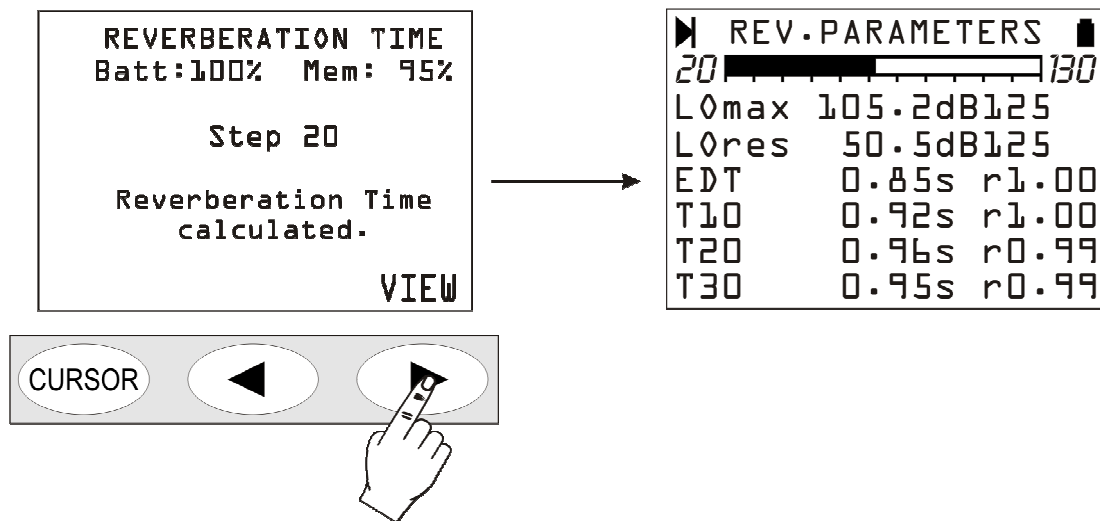 REVERBERATION TIME
Batt:100% Mem: 95%
Step 20
Reverberation Time
calculated.
VIEW
CURSOR
REV.PARAMETERS
20 130
L0max 105.2dB125
L0res 50.5dB125
EDT 0.85s r1.00
T10 0.92s r1.00
T20 0.96s r0.99
T30 0.95s r0.99